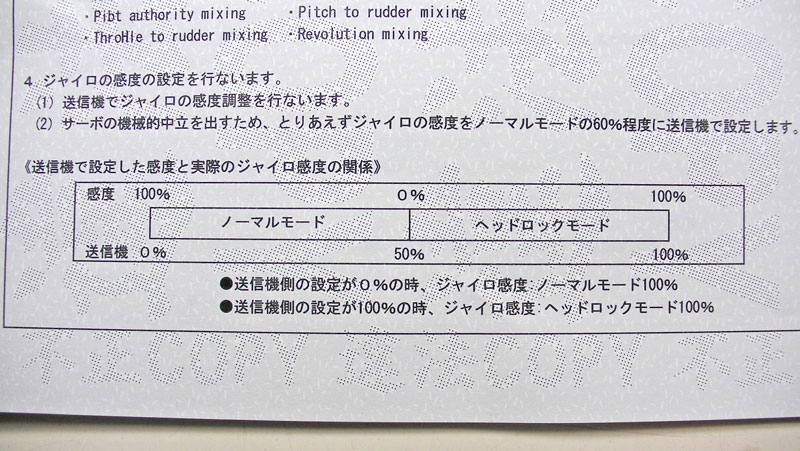 ・Pibt authority mixing ・Pitch to rudder mixing
・ThroHle to rudder mixing ・Revolution mixing
4．ジャイロの感度の設定を行ないます。
(1) 送信機でジャイロの感度調整を行ないます。
(2) サーボの機械的中立を出すため、とりあえずジャイロの感度をノーマルモードの60%程度に送信機で設定します。
《送信機で設定した感度と実際のジャイロ感度の関係》
感度 100% 0% 100%
ノーマルモード ヘッドロックモード
送信機 0% 50% 100%
●送信機側の設定が0%の時、ジャイロ感度:ノーマルモード100%
●送信機側の設定が100%の時、ジャイロ感度:ヘッドロックモード100%
不正COPY 違法COPY 不正